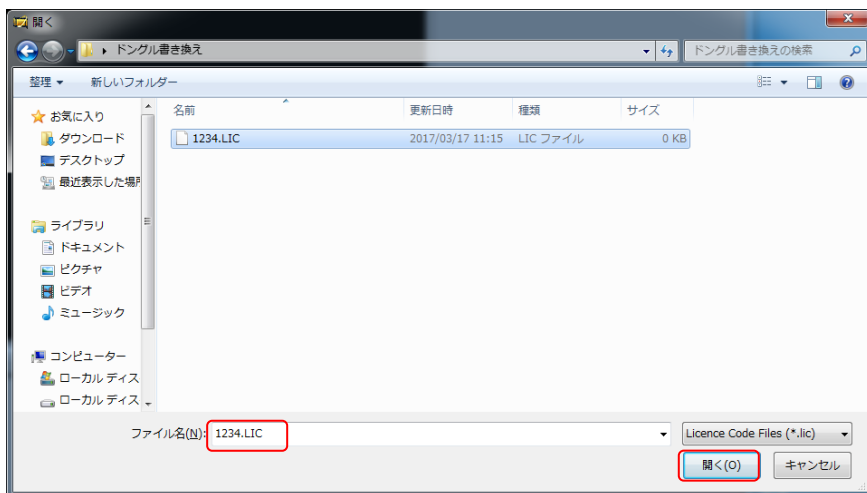 開く
ドングル書き換え
ドングル書き換えの検索
整理 新しいフォルダー
名前 更新日時 種類 サイズ
1234.LIC 2017/03/17 11:15 LIC ファイル 0 KB
お気に入り
ダウンロード
デスクトップ
最近表示した場所
ライブラリ
ドキュメント
ピクチャ
ビデオ
ミュージック
コンピューター
ローカル ディス
ローカル ディス
ファイル名(N): 1234.LIC Licence Code Files (*.lic)
開く(O) キャンセル